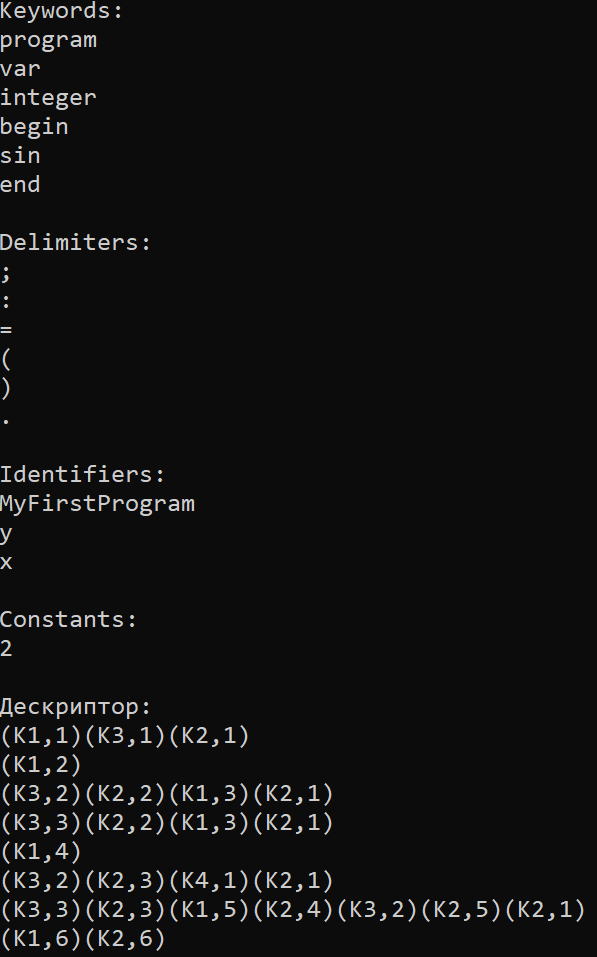 Keywords:
program
var
integer
begin
sin
end
Delimiters:
;
:
=
(
)
.
Identifiers:
MyFirstProgram
y
x
Constants:
2
Дескриптор:
(K1,1)(K3,1)(K2,1)
(K1,2)
(K3,2)(K2,2)(K1,3)(K2,1)
(K3,3)(K2,2)(K1,3)(K2,1)
(K1,4)
(K3,2)(K2,3)(K4,1)(K2,1)
(K3,3)(K2,3)(K1,5)(K2,4)(K3,2)(K2,5)(K2,1)
(K1,6)(K2,6)